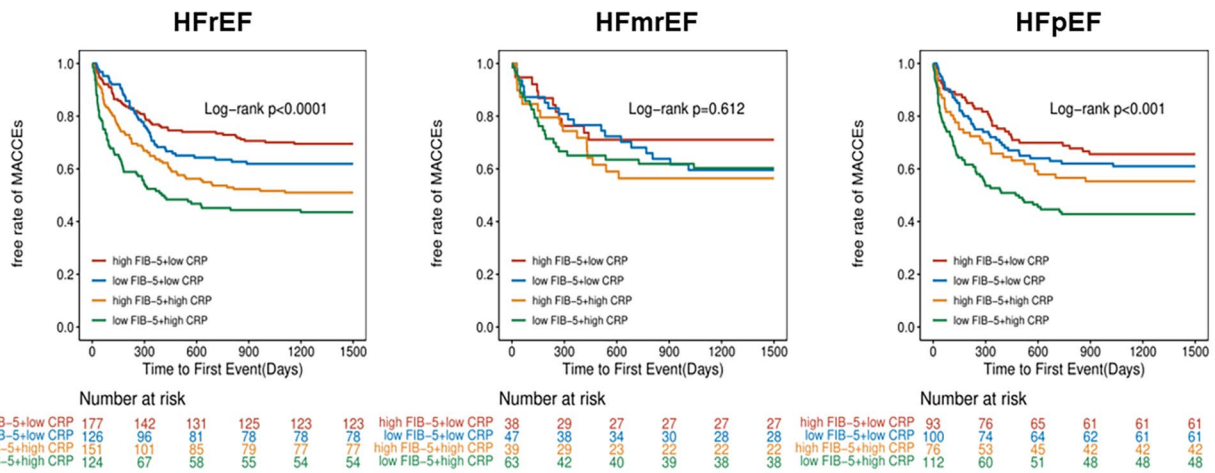 HFrEF
free rate of MACCEs
1.0
0.8
0.6
0.4
0.2
0.0
Log-rank p<0.0001
high FIB-5+low CRP
low FIB-5+low CRP
high FIB-5+high CRP
low FIB-5+high CRP
0 300 600 900 1200 1500
Time to First Event(Days)
Number at risk
B-5+low CRP 177 142 131 125 123 123
B-5+low CRP 126 96 81 78 78 78
-5+high CRP 151 101 85 79 77 77
-5+high CRP 124 67 58 55 54 54
HFmrEF
free rate of MACCEs
1.0
0.8
0.6
0.4
0.2
0.0
Log-rank p=0.612
high FIB-5+low CRP
low FIB-5+low CRP
high FIB-5+high CRP
low FIB-5+high CRP
0 300 600 900 1200 1500
Time to First Event(Days)
Number at risk
high FIB-5+low CRP 38 29 27 27 27 27
low FIB-5+low CRP 47 38 34 30 28 28
high FIB-5+high CRP 39 29 23 22 22 22
low FIB-5+high CRP 63 42 40 39 38 38
HFpEF
free rate of MACCEs
1.0
0.8
0.6
0.4
0.2
0.0
Log-rank p<0.001
high FIB-5+low CRP
low FIB-5+low CRP
high FIB-5+high CRP
low FIB-5+high CRP
0 300 600 900 1200 1500
Time to First Event(Days)
Number at risk
high FIB-5+low CRP 93 76 65 61 61 61
low FIB-5+low CRP 100 74 64 62 61 61
high FIB-5+high CRP 76 53 45 42 42 42
low FIB-5+high CRP 112 60 51 48 48 48